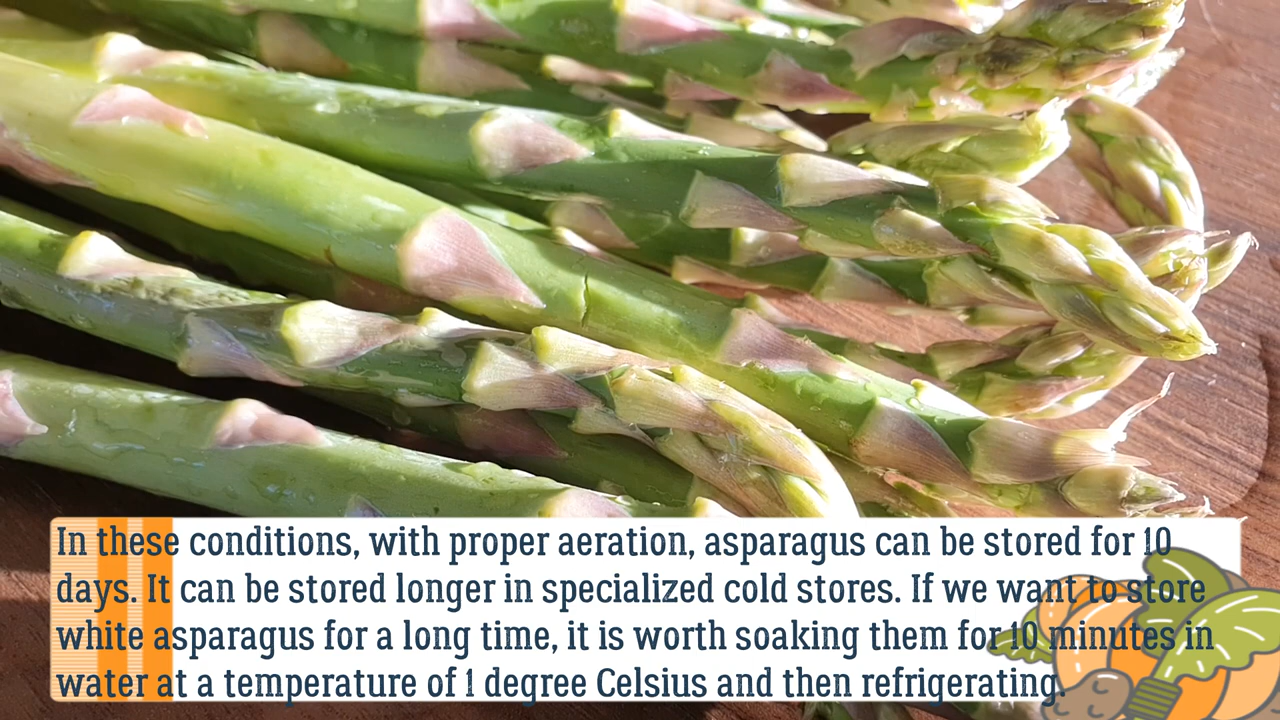 In these conditions, with proper aeration, asparagus can be stored for 10
days. It can be stored longer in specialized cold stores. If we want to store
white asparagus for a long time, it is worth soaking them for 10 minutes in
water at a temperature of 1 degree Celsius and then refrigerating.